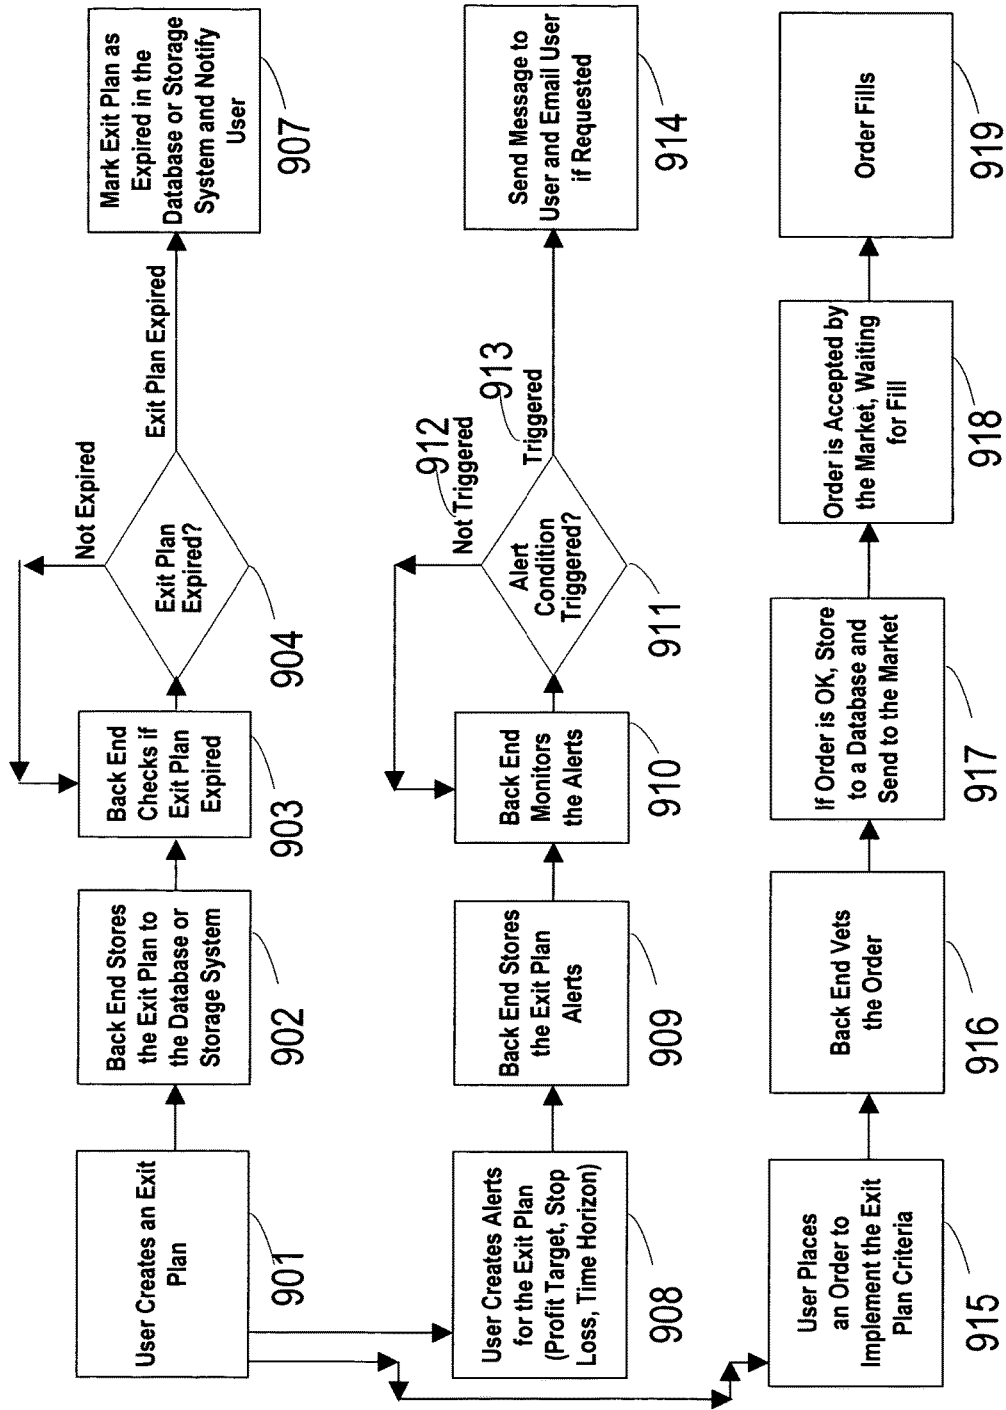 User Creates an Exit
Plan
901
Back End Stores
the Exit Plan to
the Database or
Storage System
902
Back End
Checks if
Exit Plan
Expired
903
Exit Plan
Expired?
904
Not Expired
Exit Plan Expired
Mark Exit Plan as
Expired in the
Database or Storage
System and Notify
User
907
User Creates Alerts
for the Exit Plan
(Profit Target, Stop
Loss, Time Horizon)
908
Back End Stores
the Exit Plan
Alerts
909
Back End
Monitors
the Alerts
910
Alert
Condition
Triggered?
911
Not Triggered
912
Triggered
913
Send Message to
User and Email User
if Requested
914
User Places
an Order to
Implement the Exit
Plan Criteria
915
Back End Vets
the Order
916
If Order is OK, Store
to a Database and
Send to the Market
917
Order is Accepted by
the Market, Waiting
for Fill
918
Order Fills
919